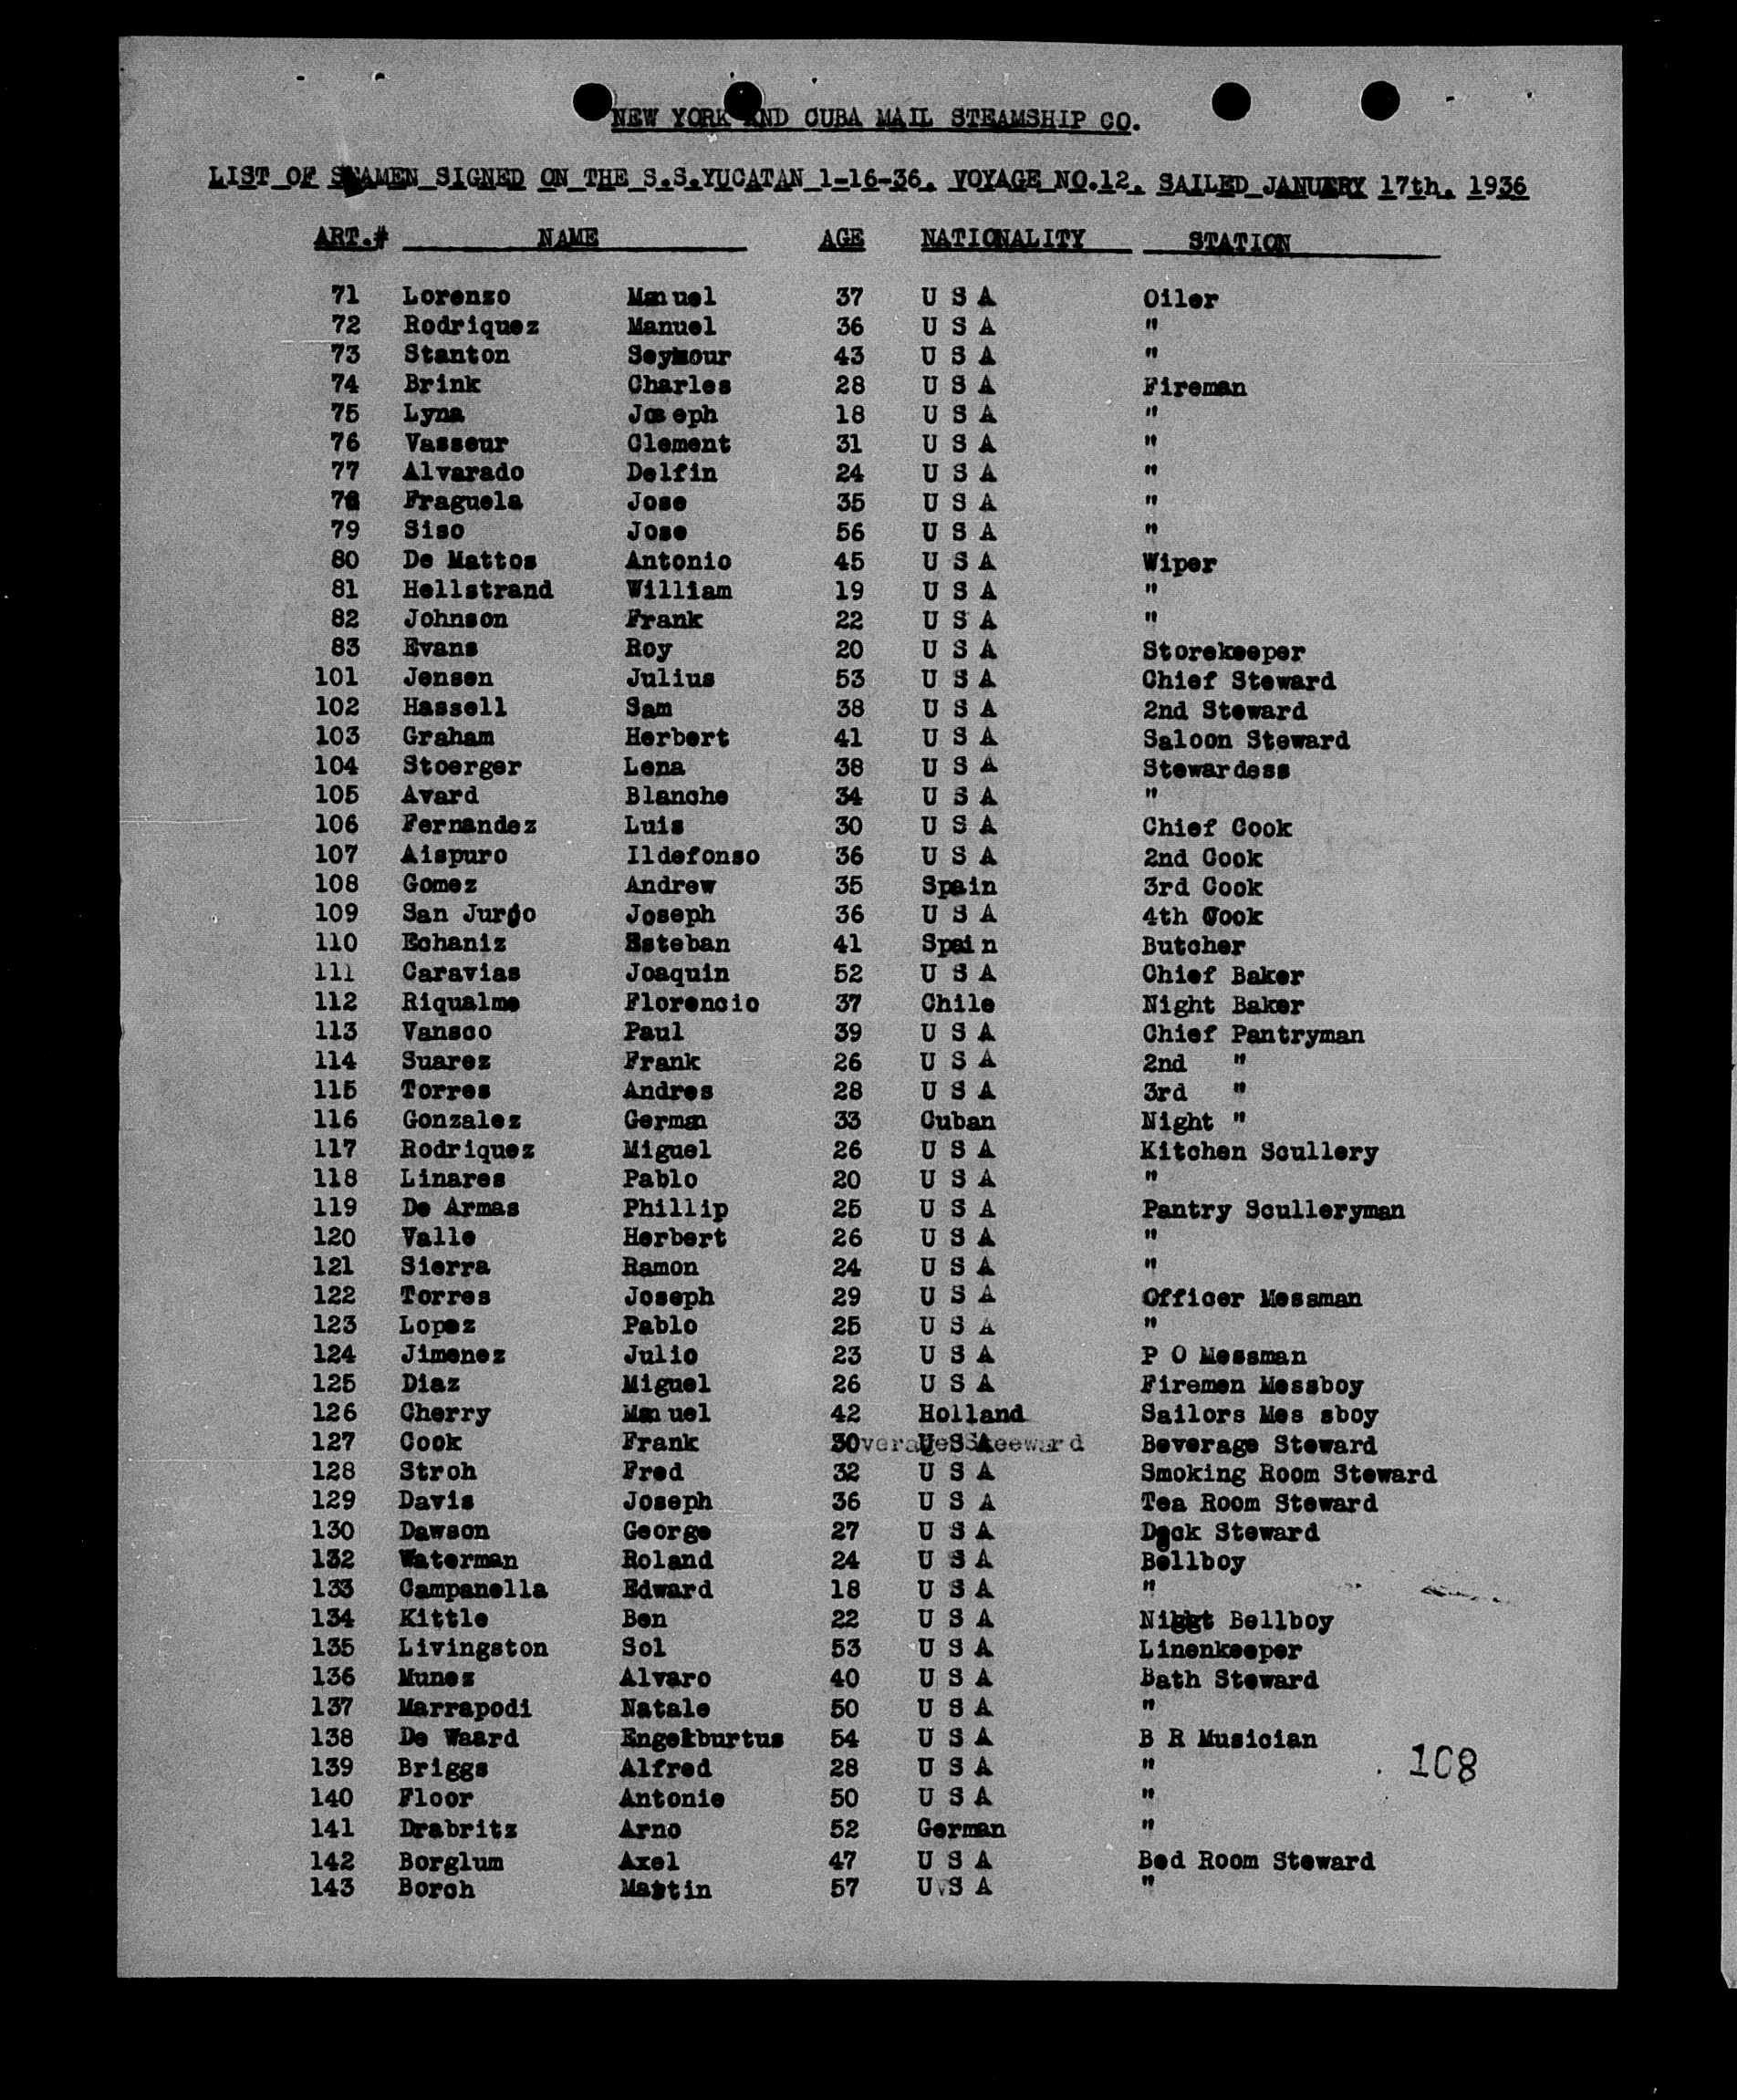 NEW YORK AND CUBA MAIL STEAMSHIP CO.
LIST OF SEAMEN SIGNED ON THE S.S.YUCATAN 1-16-36. VOYAGE NO.12. SAILED JANUARY 17th. 1936
ART.# NAME AGE NATIONALITY STATION
71 Lorenzo Manuel 37 U S A Oiler
72 Rodriquez Manuel 36 U S A "
73 Stanton Seymour 43 U S A "
74 Brink Charles 28 U S A Fireman
75 Lyna Joseph 18 U S A "
76 Vasseur Clement 31 U S A "
77 Alvarado Delfin 24 U S A "
78 Fraguela Jose 35 U S A "
79 Siso Jose 56 U S A "
80 De Mattos Antonio 45 U S A Wiper
81 Hellstrand William 19 U S A "
82 Johnson Frank 22 U S A "
83 Evans Roy 20 U S A Storekeeper
101 Jensen Julius 53 U S A Chief Steward
102 Hassell Sam 38 U S A 2nd Steward
103 Graham Herbert 41 U S A Saloon Steward
104 Stoerger Lena 38 U S A Stewardess
105 Avard Blanche 34 U S A "
106 Fernandez Luis 30 U S A Chief Cook
107 Aispuro Ildefonso 36 U S A 2nd Cook
108 Gomez Andrew 35 Spain 3rd Cook
109 San Jurjo Joseph 36 U S A 4th Cook
110 Echaniz Esteban 41 Spain Butcher
111 Caravias Joaquin 52 U S A Chief Baker
112 Riqualme Florencio 37 Chile Night Baker
113 Vansco Paul 39 U S A Chief Pantryman
114 Suarez Frank 26 U S A 2nd "
115 Torres Andres 28 U S A 3rd "
116 Gonzalez German 33 Cuban Night "
117 Rodriquez Miguel 26 U S A Kitchen Scullery
118 Linares Pablo 20 U S A "
119 De Armas Phillip 25 U S A Pantry Sculleryman
120 Valle Herbert 26 U S A "
121 Sierra Ramon 24 U S A "
122 Torres Joseph 29 U S A Officer Messman
123 Lopez Pablo 25 U S A "
124 Jimenez Julio 23 U S A P O Messman
125 Diaz Miguel 26 U S A Firemen Messboy
126 Cherry Manuel 42 Holland Sailors Mes sboy
127 Cook Frank 30 U S A Beverage Steward
128 Stroh Fred 32 U S A Smoking Room Steward
129 Davis Joseph 36 U S A Tea Room Steward
130 Dawson George 27 U S A Deck Steward
132 Waterman Roland 24 U S A Bellboy
133 Campanella Edward 18 U S A "
134 Kittle Ben 22 U S A Niggt Bellboy
135 Livingston Sol 53 U S A Linenkeeper
136 Munez Alvaro 40 U S A Bath Steward
137 Marrapodi Natale 50 U S A "
138 De Waard Engelburtus 54 U S A B R Musician
139 Briggs Alfred 28 U S A "
108
140 Floor Antonie 50 U S A "
141 Drabritz Arno 52 German "
142 Borglum Axel 47 U S A Bed Room Steward
143 Borch Martin 57 U S A "